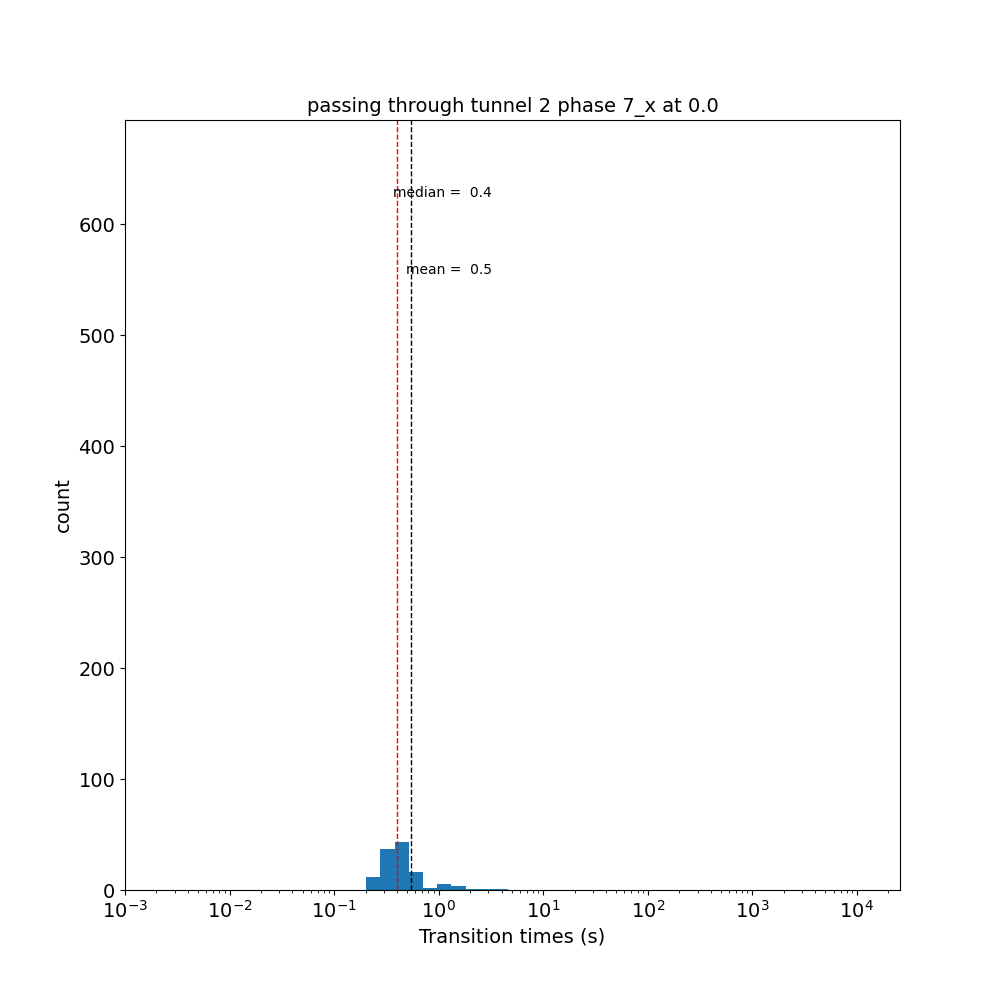 passing through tunnel 2 phase 7_x at 0.0
median =  0.4
mean =  0.5
600
500
400
300
200
100
0
count
10⁻³ 10⁻² 10⁻¹ 10⁰ 10¹ 10² 10³ 10⁴
Transition times (s)